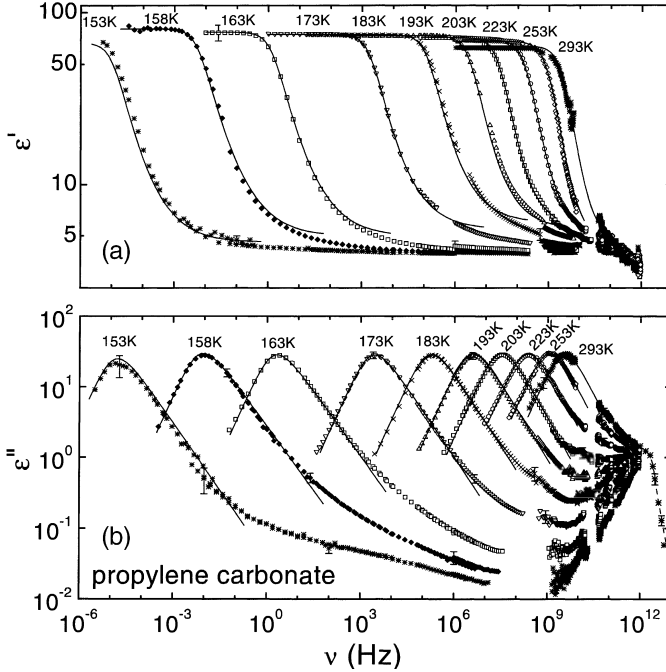 100
153K 158K 163K 173K 183K 193K 203K 223K 253K 293K
50
ε'
10
5
(a)
10²
153K 158K 163K 173K 183K 193K 203K 223K 253K 293K
10¹
10⁰
ε"
10⁻¹
(b)
propylene carbonate
10⁻²
10⁻⁶ 10⁻³ 10⁰ 10³ 10⁶ 10⁹ 10¹²
ν (Hz)